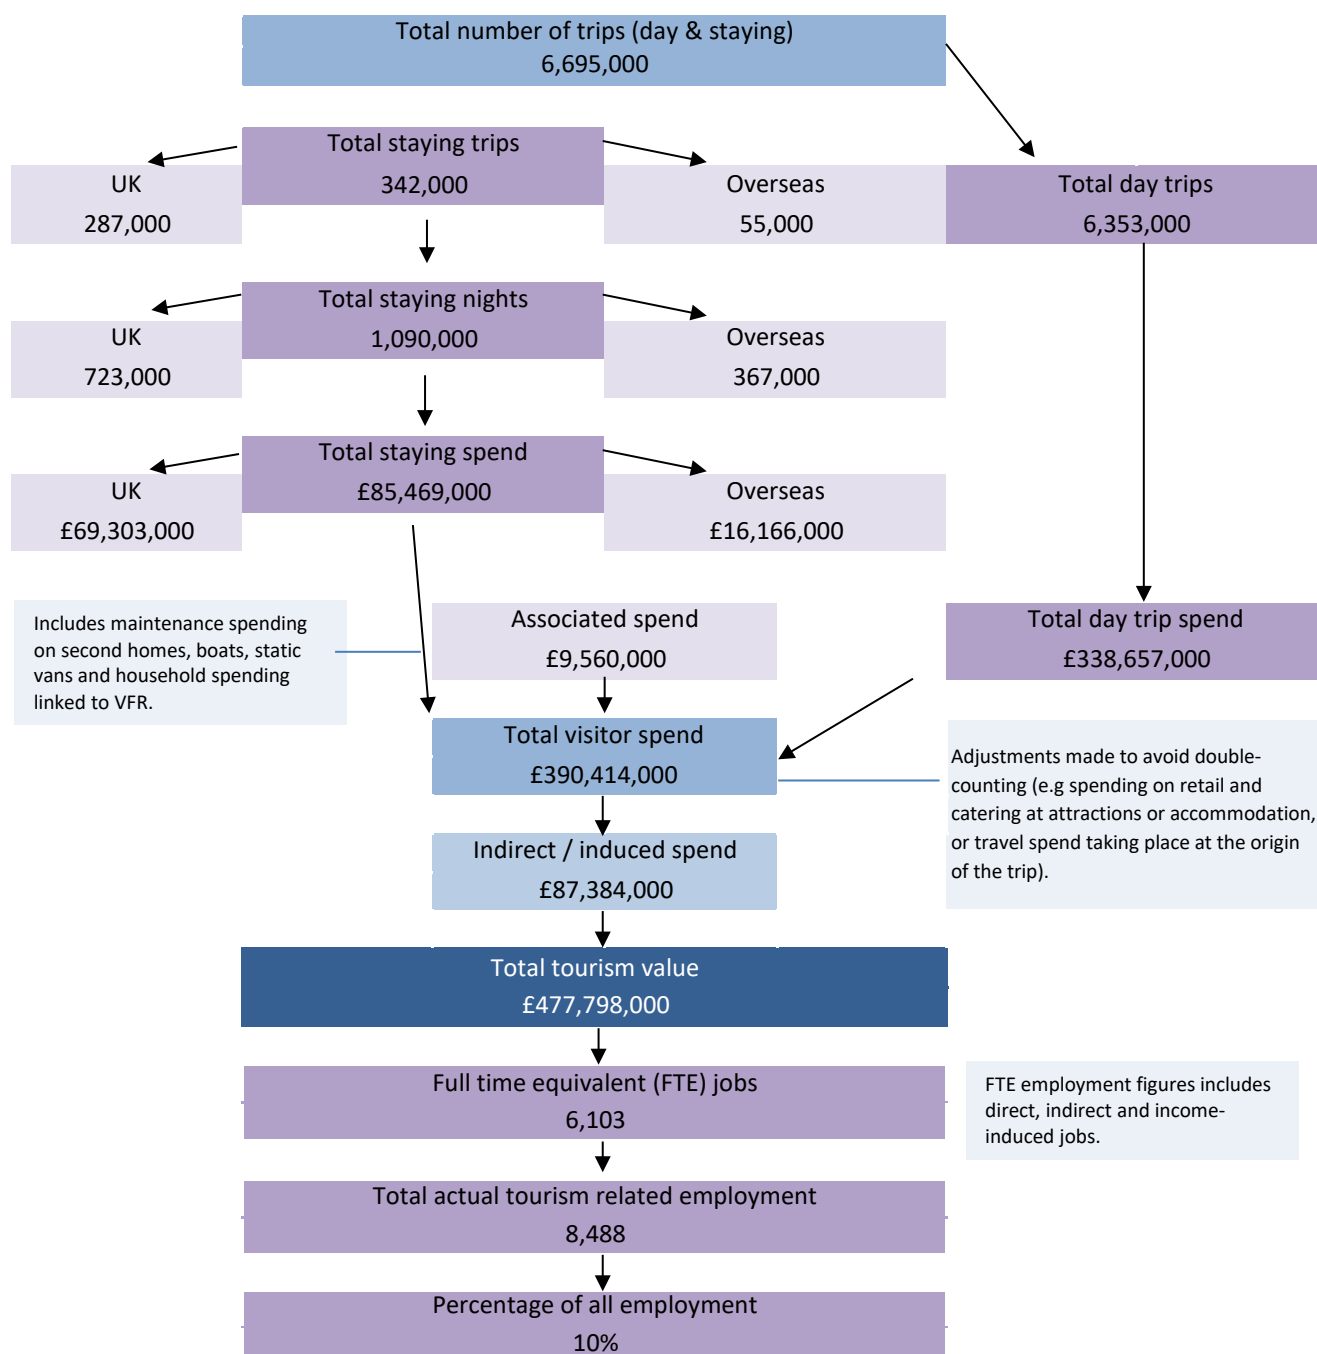 Total number of trips (day & staying)
6,695,000
Total staying trips
342,000
UK
287,000
Overseas
55,000
Total day trips
6,353,000
Total staying nights
1,090,000
UK
723,000
Overseas
367,000
Total staying spend
£85,469,000
UK
£69,303,000
Overseas
£16,166,000
Includes maintenance spending
on second homes, boats, static
vans and household spending
linked to VFR.
Associated spend
£9,560,000
Total day trip spend
£338,657,000
Total visitor spend
£390,414,000
Adjustments made to avoid double-
counting (e.g spending on retail and
catering at attractions or accommodation,
or travel spend taking place at the origin
of the trip).
Indirect / induced spend
£87,384,000
Total tourism value
£477,798,000
Full time equivalent (FTE) jobs
6,103
FTE employment figures includes
direct, indirect and income-
induced jobs.
Total actual tourism related employment
8,488
Percentage of all employment
10%